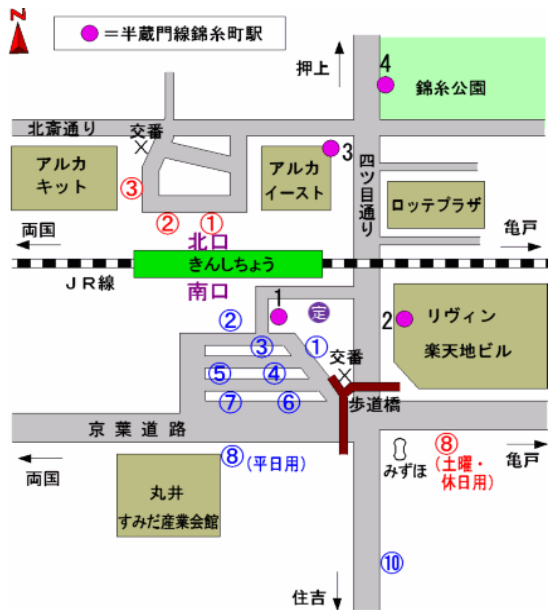 N
＝半蔵門線錦糸町駅
押上
4
錦糸公園
北斎通り
交番
アルカ
キット
③
アルカ
イースト
3
四ツ目通り
ロッテプラザ
②
①
両国
北口
亀戸
きんしちょう
ＪＲ線
南口
1
定
2
リヴィン
楽天地ビル
②
③
①
交番
⑤
④
⑦
⑥
歩道橋
京葉道路
⑧(平日用)
みずほ
⑧
(土曜・
休日用)
両国
亀戸
丸井
すみだ産業会館
⑩
住吉